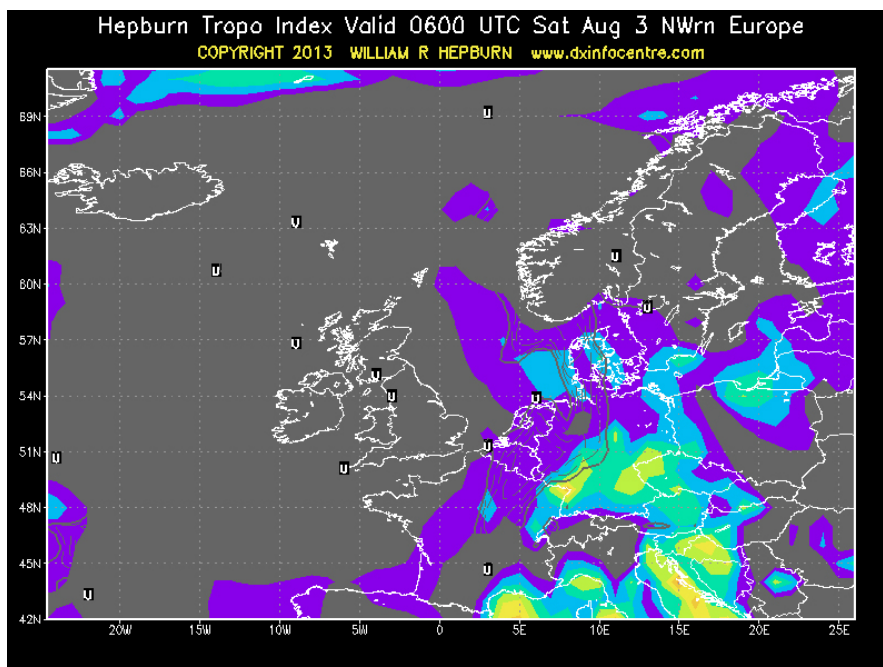 Hepburn Tropo Index Valid 0600 UTC Sat Aug 3 NWrn Europe
COPYRIGHT 2013 WILLIAM R HEPBURN www.dxinfocentre.com
69N
66N
U
63N
U
U
U
60N
U
57N
U
U
54N
U
U
51N
U
U
U
48N
45N
U
42N
U
20W 15W 10W 5W 0 5E 10E 15E 20E 25E